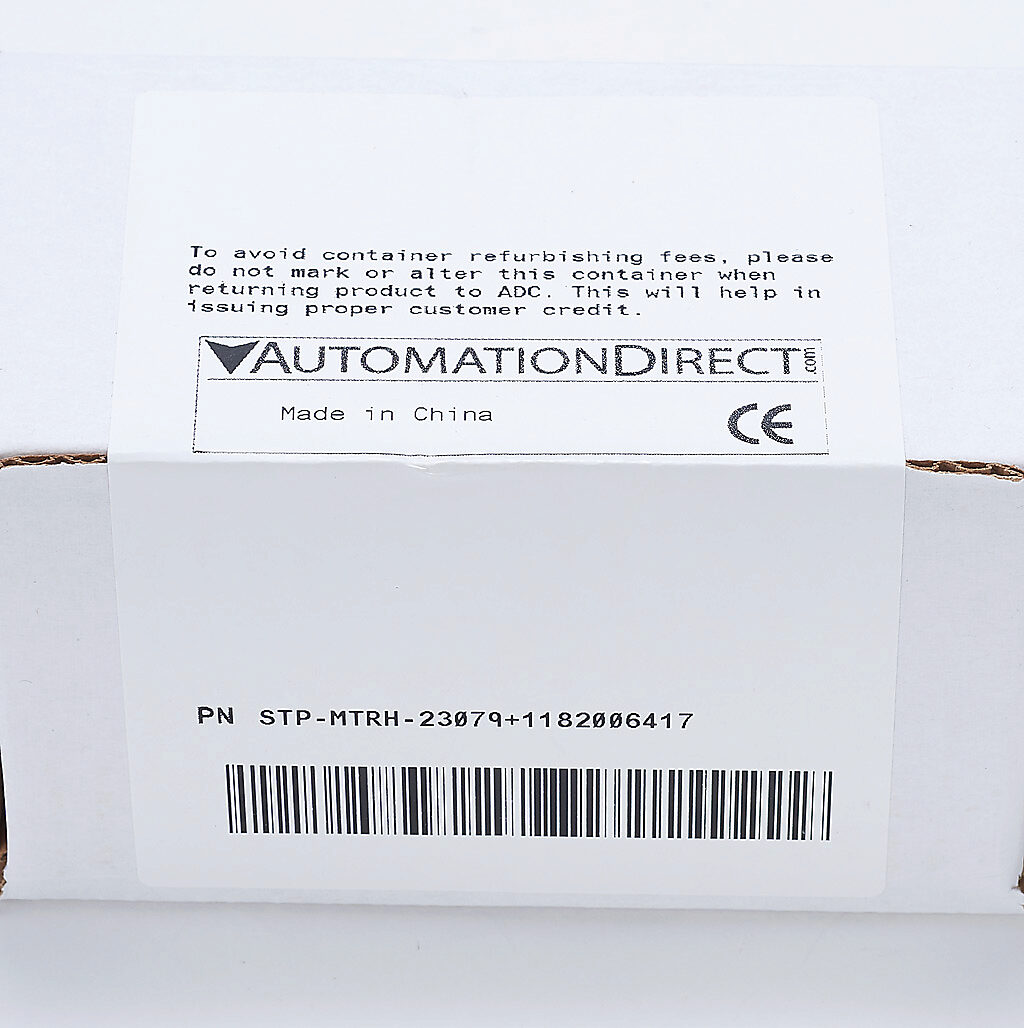 To avoid container refurbishing fees, please
do not mark or alter this container when
returning product to ADC. This will help in
issuing proper customer credit.
AUTOMATIONDIRECT.com
Made in China CE
PN STP-MTRH-23079+1182006417